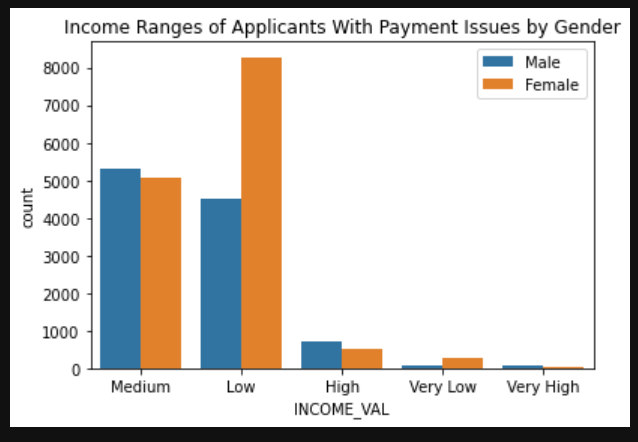 Income Ranges of Applicants With Payment Issues by Gender
Male
Female
8000
7000
6000
5000
4000
3000
2000
1000
0
count
Medium Low High Very Low Very High
INCOME_VAL